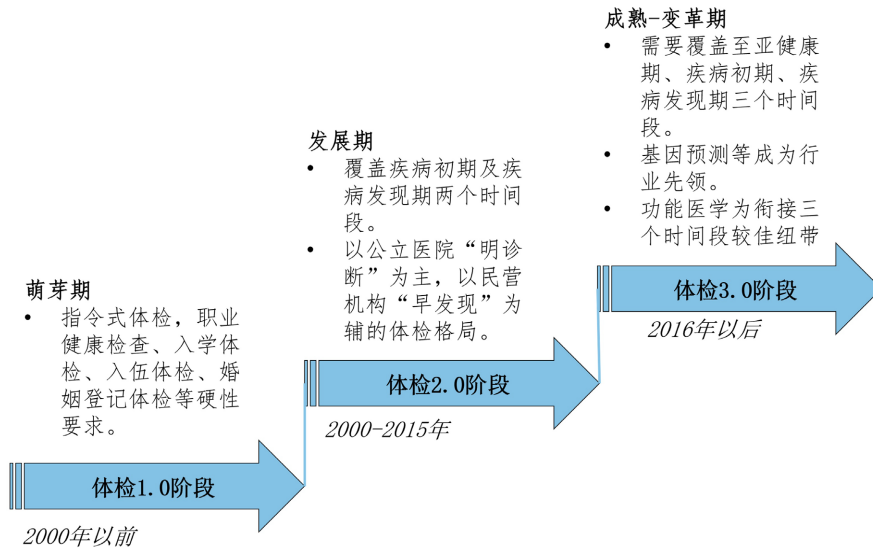 萌芽期
• 指令式体检，职业
健康检查、入学体
检、入伍体检、婚
姻登记体检等硬性
要求。
体检1.0阶段
2000年以前
发展期
• 覆盖疾病初期及疾
病发现期两个时间
段。
• 以公立医院“明诊
断”为主，以民营
机构“早发现”为
辅的体检格局。
体检2.0阶段
2000-2015年
成熟-变革期
• 需要覆盖至亚健康
期、疾病初期、疾
病发现期三个时间
段。
• 基因预测等成为行
业先领。
• 功能医学为衔接三
个时间段较佳纽带
体检3.0阶段
2016年以后